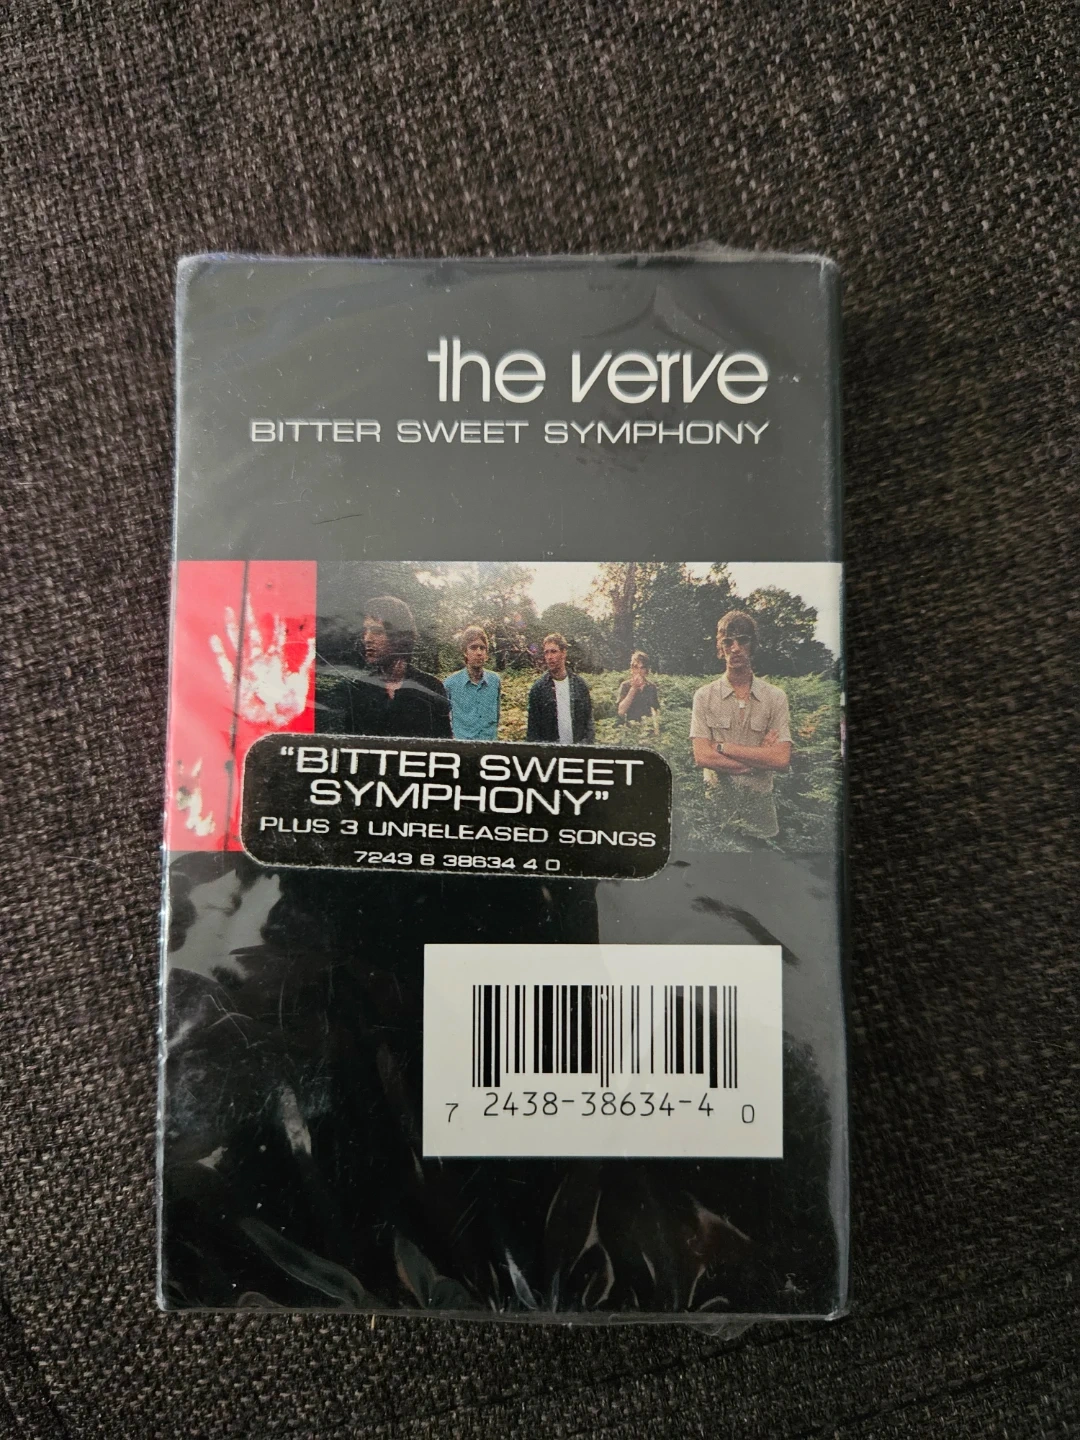 the verve
BITTER SWEET SYMPHONY
"BITTER SWEET
SYMPHONY"
PLUS 3 UNRELEASED SONGS
7243 8 38634 4 0
7 2438-38634-4 0